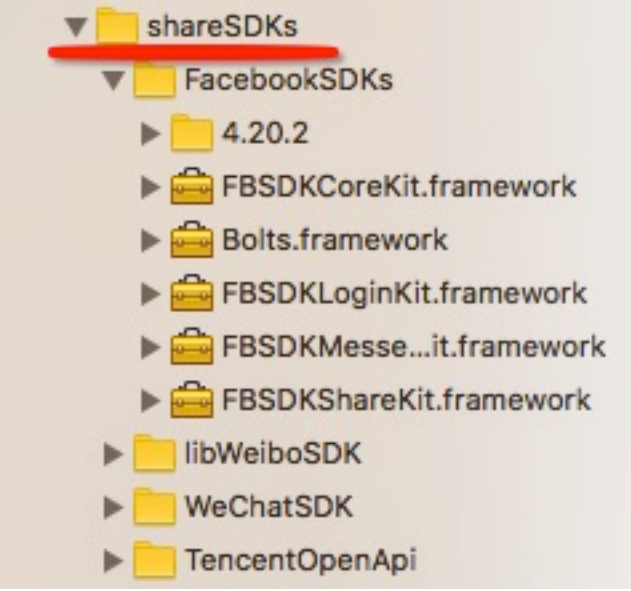 shareSDKs
FacebookSDKs
4.20.2
FBSDKCoreKit.framework
Bolts.framework
FBSDKLoginKit.framework
FBSDKMesse...it.framework
FBSDKShareKit.framework
libWeiboSDK
WeChatSDK
TencentOpenApi